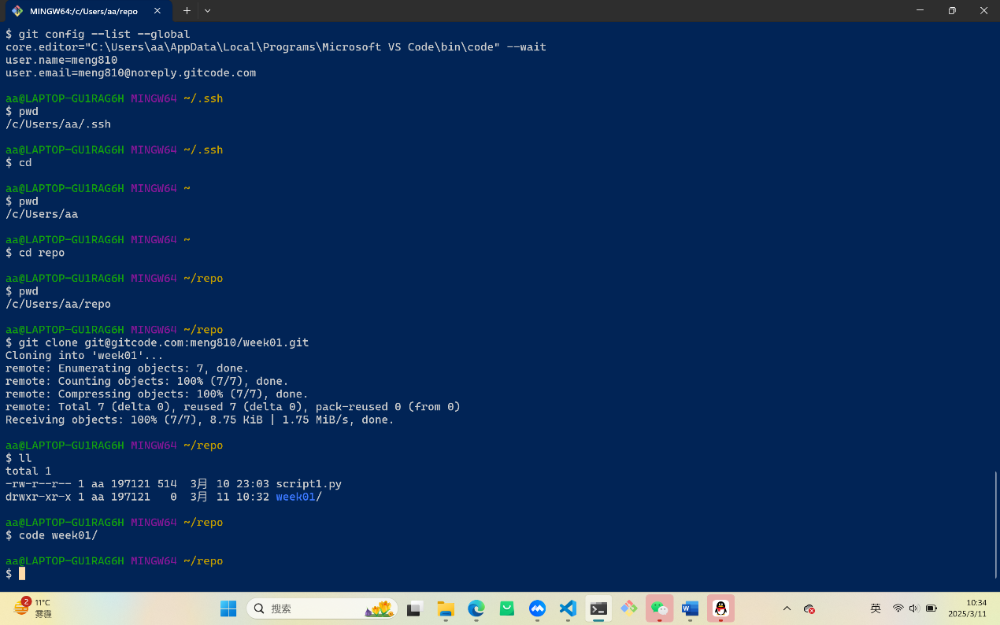 MINGW64:/c/Users/aa/repo
$ git config --list --global
core.editor="C:\Users\aa\AppData\Local\Programs\Microsoft VS Code\bin\code" --wait
user.name=meng810
user.email=meng810@noreply.gitcode.com
aa@LAPTOP-GU1RAG6H MINGW64 ~/.ssh
$ pwd
/c/Users/aa/.ssh
aa@LAPTOP-GU1RAG6H MINGW64 ~/.ssh
$ cd
aa@LAPTOP-GU1RAG6H MINGW64 ~
$ pwd
/c/Users/aa
aa@LAPTOP-GU1RAG6H MINGW64 ~
$ cd repo
aa@LAPTOP-GU1RAG6H MINGW64 ~/repo
$ pwd
/c/Users/aa/repo
aa@LAPTOP-GU1RAG6H MINGW64 ~/repo
$ git clone git@gitcode.com:meng810/week01.git
Cloning into 'week01'...
remote: Enumerating objects: 7, done.
remote: Counting objects: 100% (7/7), done.
remote: Compressing objects: 100% (7/7), done.
remote: Total 7 (delta 0), reused 7 (delta 0), pack-reused 0 (from 0)
Receiving objects: 100% (7/7), 8.75 KiB | 1.75 MiB/s, done.
aa@LAPTOP-GU1RAG6H MINGW64 ~/repo
$ ll
total 1
-rw-r--r-- 1 aa 197121 514  3月 10 23:03 script1.py
drwxr-xr-x 1 aa 197121   0  3月 11 10:32 week01/
aa@LAPTOP-GU1RAG6H MINGW64 ~/repo
$ code week01/
aa@LAPTOP-GU1RAG6H MINGW64 ~/repo
$
2
11°C
雾霾
搜索
W
英
10:34
2025/3/11